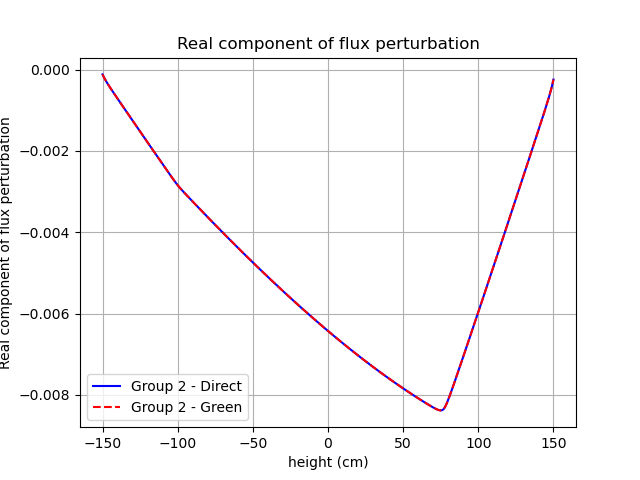 Real component of flux perturbation
Real component of flux perturbation
0.000
−0.002
−0.004
−0.006
−0.008
Group 2 - Direct
Group 2 - Green
−150
−100
−50
0
50
100
150
height (cm)